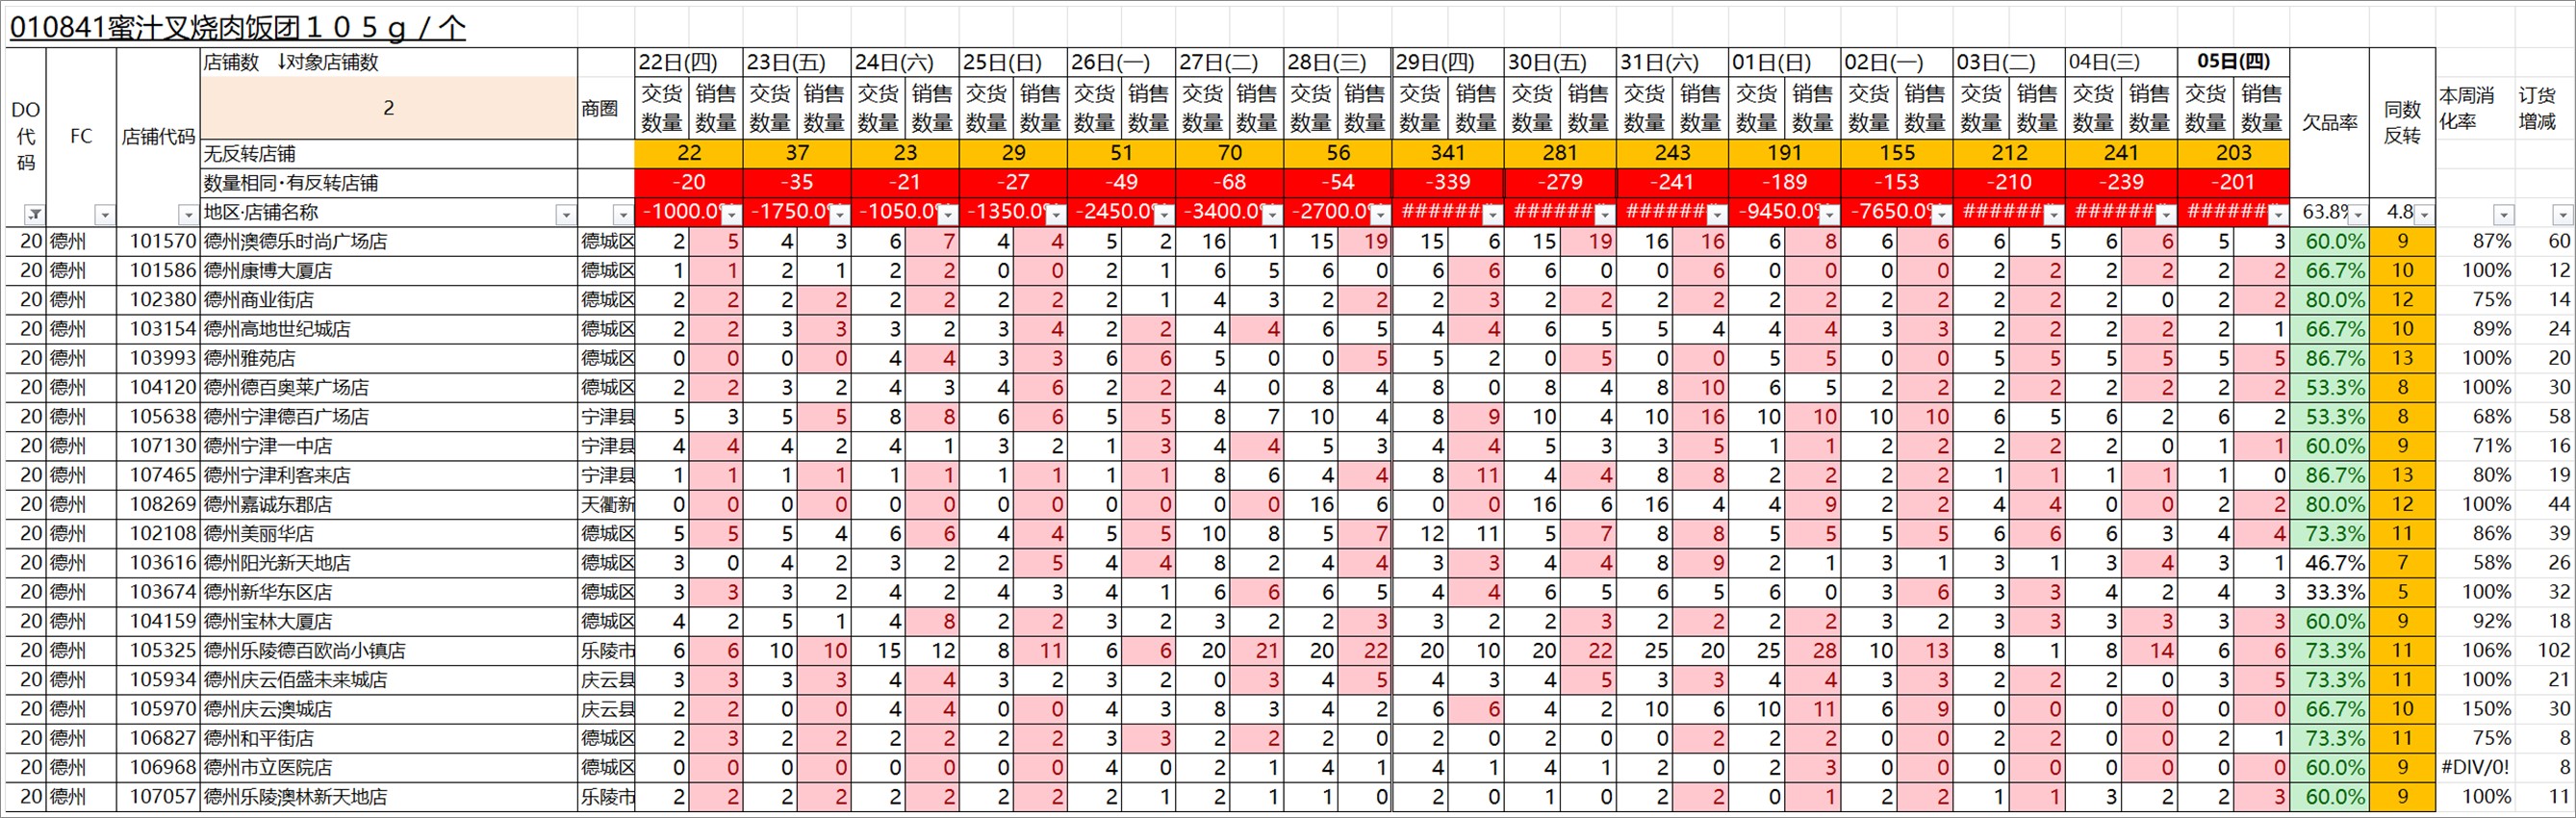 010841蜜汁叉烧肉饭团１０５ｇ／个
DO代码 FC 店铺代码 店铺数 ↓对象店铺数 商圈 22日(四) 23日(五) 24日(六) 25日(日) 26日(一) 27日(二) 28日(三) 29日(四) 30日(五) 31日(六) 01日(日) 02日(一) 03日(二) 04日(三) 05日(四) 欠品率 同数反转 本周消化率 订货增减
2 交货数量 销售数量 交货数量 销售数量 交货数量 销售数量 交货数量 销售数量 交货数量 销售数量 交货数量 销售数量 交货数量 销售数量 交货数量 销售数量 交货数量 销售数量 交货数量 销售数量 交货数量 销售数量 交货数量 销售数量 交货数量 销售数量 交货数量 销售数量 交货数量 销售数量
无反转店铺 22 37 23 29 51 70 56 341 281 243 191 155 212 241 203
数量相同·有反转店铺 -20 -35 -21 -27 -49 -68 -54 -339 -279 -241 -189 -153 -210 -239 -201
地区·店铺名称 -1000.0% -1750.0% -1050.0% -1350.0% -2450.0% -3400.0% -2700.0% ####### ###### ###### -9450.0% -7650.0% ###### ###### ###### 63.8% 4.8
20 德州 101570 德州澳德乐时尚广场店 德城区 2 5 4 3 6 7 4 4 5 2 16 1 15 19 15 6 15 19 16 16 6 8 6 6 6 5 6 6 5 3 60.0% 9 87% 60
20 德州 101586 德州康博大厦店 德城区 1 1 2 1 2 2 0 0 2 1 6 5 6 0 6 6 6 0 0 6 0 0 0 0 2 2 2 2 2 2 66.7% 10 100% 12
20 德州 102380 德州商业街店 德城区 2 2 2 2 2 2 2 2 2 1 4 3 2 2 2 3 2 2 2 2 2 2 2 2 2 2 2 0 2 2 80.0% 12 75% 14
20 德州 103154 德州高地世纪城店 德城区 2 2 3 3 3 2 3 4 2 2 4 4 6 5 4 4 6 5 5 4 4 4 3 3 2 2 2 2 2 1 66.7% 10 89% 24
20 德州 103993 德州雅苑店 德城区 0 0 0 0 4 4 3 3 6 6 5 0 0 5 5 2 0 5 0 0 5 5 0 0 5 5 5 5 5 5 86.7% 13 100% 20
20 德州 104120 德州德百奥莱广场店 德城区 2 2 3 2 4 3 4 6 2 2 4 0 8 4 8 0 8 4 8 10 6 5 2 2 2 2 2 2 2 2 53.3% 8 100% 30
20 德州 105638 德州宁津德百广场店 宁津县 5 3 5 5 8 8 6 6 5 5 8 7 10 4 8 9 10 4 10 16 10 10 10 10 6 5 6 2 6 2 53.3% 8 68% 58
20 德州 107130 德州宁津一中店 宁津县 4 4 4 2 4 1 3 2 1 3 4 4 5 3 4 4 5 3 3 5 1 1 2 2 2 2 2 0 1 1 60.0% 9 71% 16
20 德州 107465 德州宁津利客来店 宁津县 1 1 1 1 1 1 1 1 1 1 8 6 4 4 8 11 4 4 8 8 2 2 2 2 1 1 1 1 1 0 86.7% 13 80% 19
20 德州 108269 德州嘉诚东郡店 天衢新 0 0 0 0 0 0 0 0 0 0 0 0 16 6 0 0 16 6 16 4 4 9 2 2 4 4 0 0 2 2 80.0% 12 100% 44
20 德州 102108 德州美丽华店 德城区 5 5 5 4 6 6 4 4 5 5 10 8 5 7 12 11 5 7 8 8 5 5 5 5 6 6 6 3 4 4 73.3% 11 86% 39
20 德州 103616 德州阳光新天地店 德城区 3 0 4 2 3 2 2 5 4 4 8 2 4 4 3 3 4 4 8 9 2 1 3 1 3 1 3 4 3 1 46.7% 7 58% 26
20 德州 103674 德州新华东区店 德城区 3 3 3 2 4 2 4 3 4 1 6 6 6 5 4 4 6 5 6 5 6 0 3 6 3 3 4 2 4 3 33.3% 5 100% 32
20 德州 104159 德州宝林大厦店 德城区 4 2 5 1 4 8 2 2 3 2 3 2 2 3 3 2 2 3 2 2 2 2 3 2 3 3 3 3 3 3 60.0% 9 92% 18
20 德州 105325 德州乐陵德百欧尚小镇店 乐陵市 6 6 10 10 15 12 8 11 6 6 20 21 20 22 20 10 20 22 25 20 25 28 10 13 8 1 8 14 6 6 73.3% 11 106% 102
20 德州 105934 德州庆云佰盛未来城店 庆云县 3 3 3 3 4 4 3 2 3 2 0 3 4 5 4 3 4 5 3 3 4 4 3 3 2 2 2 0 3 5 73.3% 11 100% 21
20 德州 105970 德州庆云澳城店 庆云县 2 2 0 0 4 4 0 0 4 3 8 3 4 2 6 6 4 2 10 6 10 11 6 9 0 0 0 0 0 0 66.7% 10 150% 30
20 德州 106827 德州和平街店 德城区 2 3 2 2 2 2 2 2 3 3 2 2 2 0 2 0 2 0 0 2 2 2 0 0 2 2 0 0 2 1 73.3% 11 75% 8
20 德州 106968 德州市立医院店 德城区 0 0 0 0 0 0 0 0 4 0 2 1 4 1 4 1 4 1 2 0 2 3 0 0 0 0 0 0 0 0 60.0% 9 #DIV/0! 8
20 德州 107057 德州乐陵澳林新天地店 乐陵市 2 2 2 2 2 2 2 2 2 1 2 1 1 0 2 0 1 0 2 2 0 1 2 2 1 1 3 2 2 3 60.0% 9 100% 11